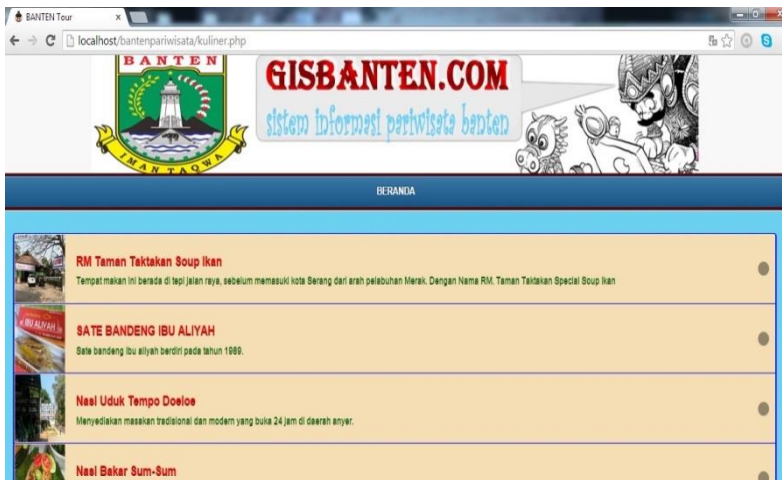 BANTEN Tour
localhost/bantenpariwisata/kuliner.php
BANTEN
IMAN TAQWA
GISBANTEN.COM
sistem informasi pariwisata banten
BERANDA
RM Taman Taktakan Soup Ikan
Tempat makan ini berada di tepi jalan raya, sebelum memasuki kota Serang dari arah pelabuhan Merak. Dengan Nama RM. Taman Taktakan Special Soup Ikan
IBU ALIYAH
SATE BANDENG IBU ALIYAH
Sate bandeng ibu aliyah berdiri pada tahun 1989.
Nasi Uduk Tempo Doeloe
Menyediakan masakan tradisional dan modern yang buka 24 jam di daerah anyer.
Nasi Bakar Sum-Sum